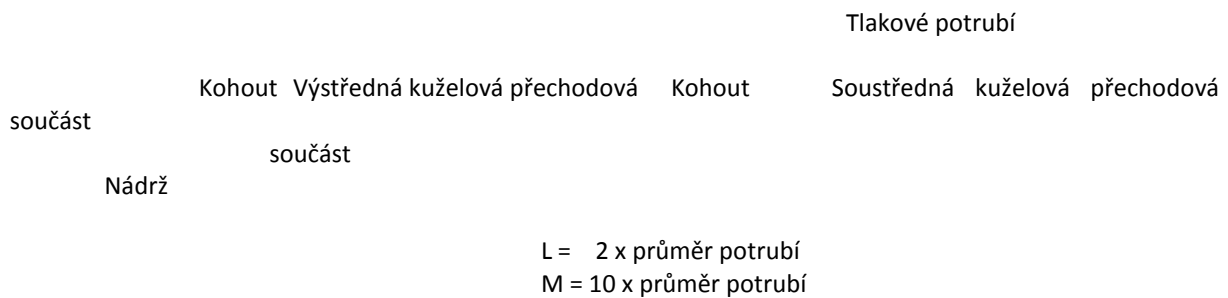 Tlakové potrubí
Kohout Výstředná kuželová přechodová Kohout Soustředná kuželová přechodová
součást
součást
Nádrž
L = 2 x průměr potrubí
M = 10 x průměr potrubí